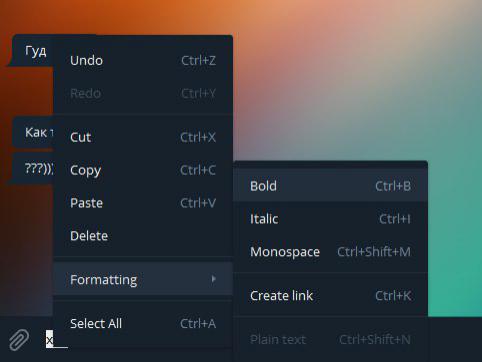 Гуд
Undo Ctrl+Z
Redo Ctrl+Y
Cut Ctrl+X
Как
Copy Ctrl+C
???)))
Paste Ctrl+V
Delete
Formatting
Select All Ctrl+A
Bold Ctrl+B
Italic Ctrl+I
Monospace Ctrl+Shift+M
Create link Ctrl+K
Plain text Ctrl+Shift+N
x